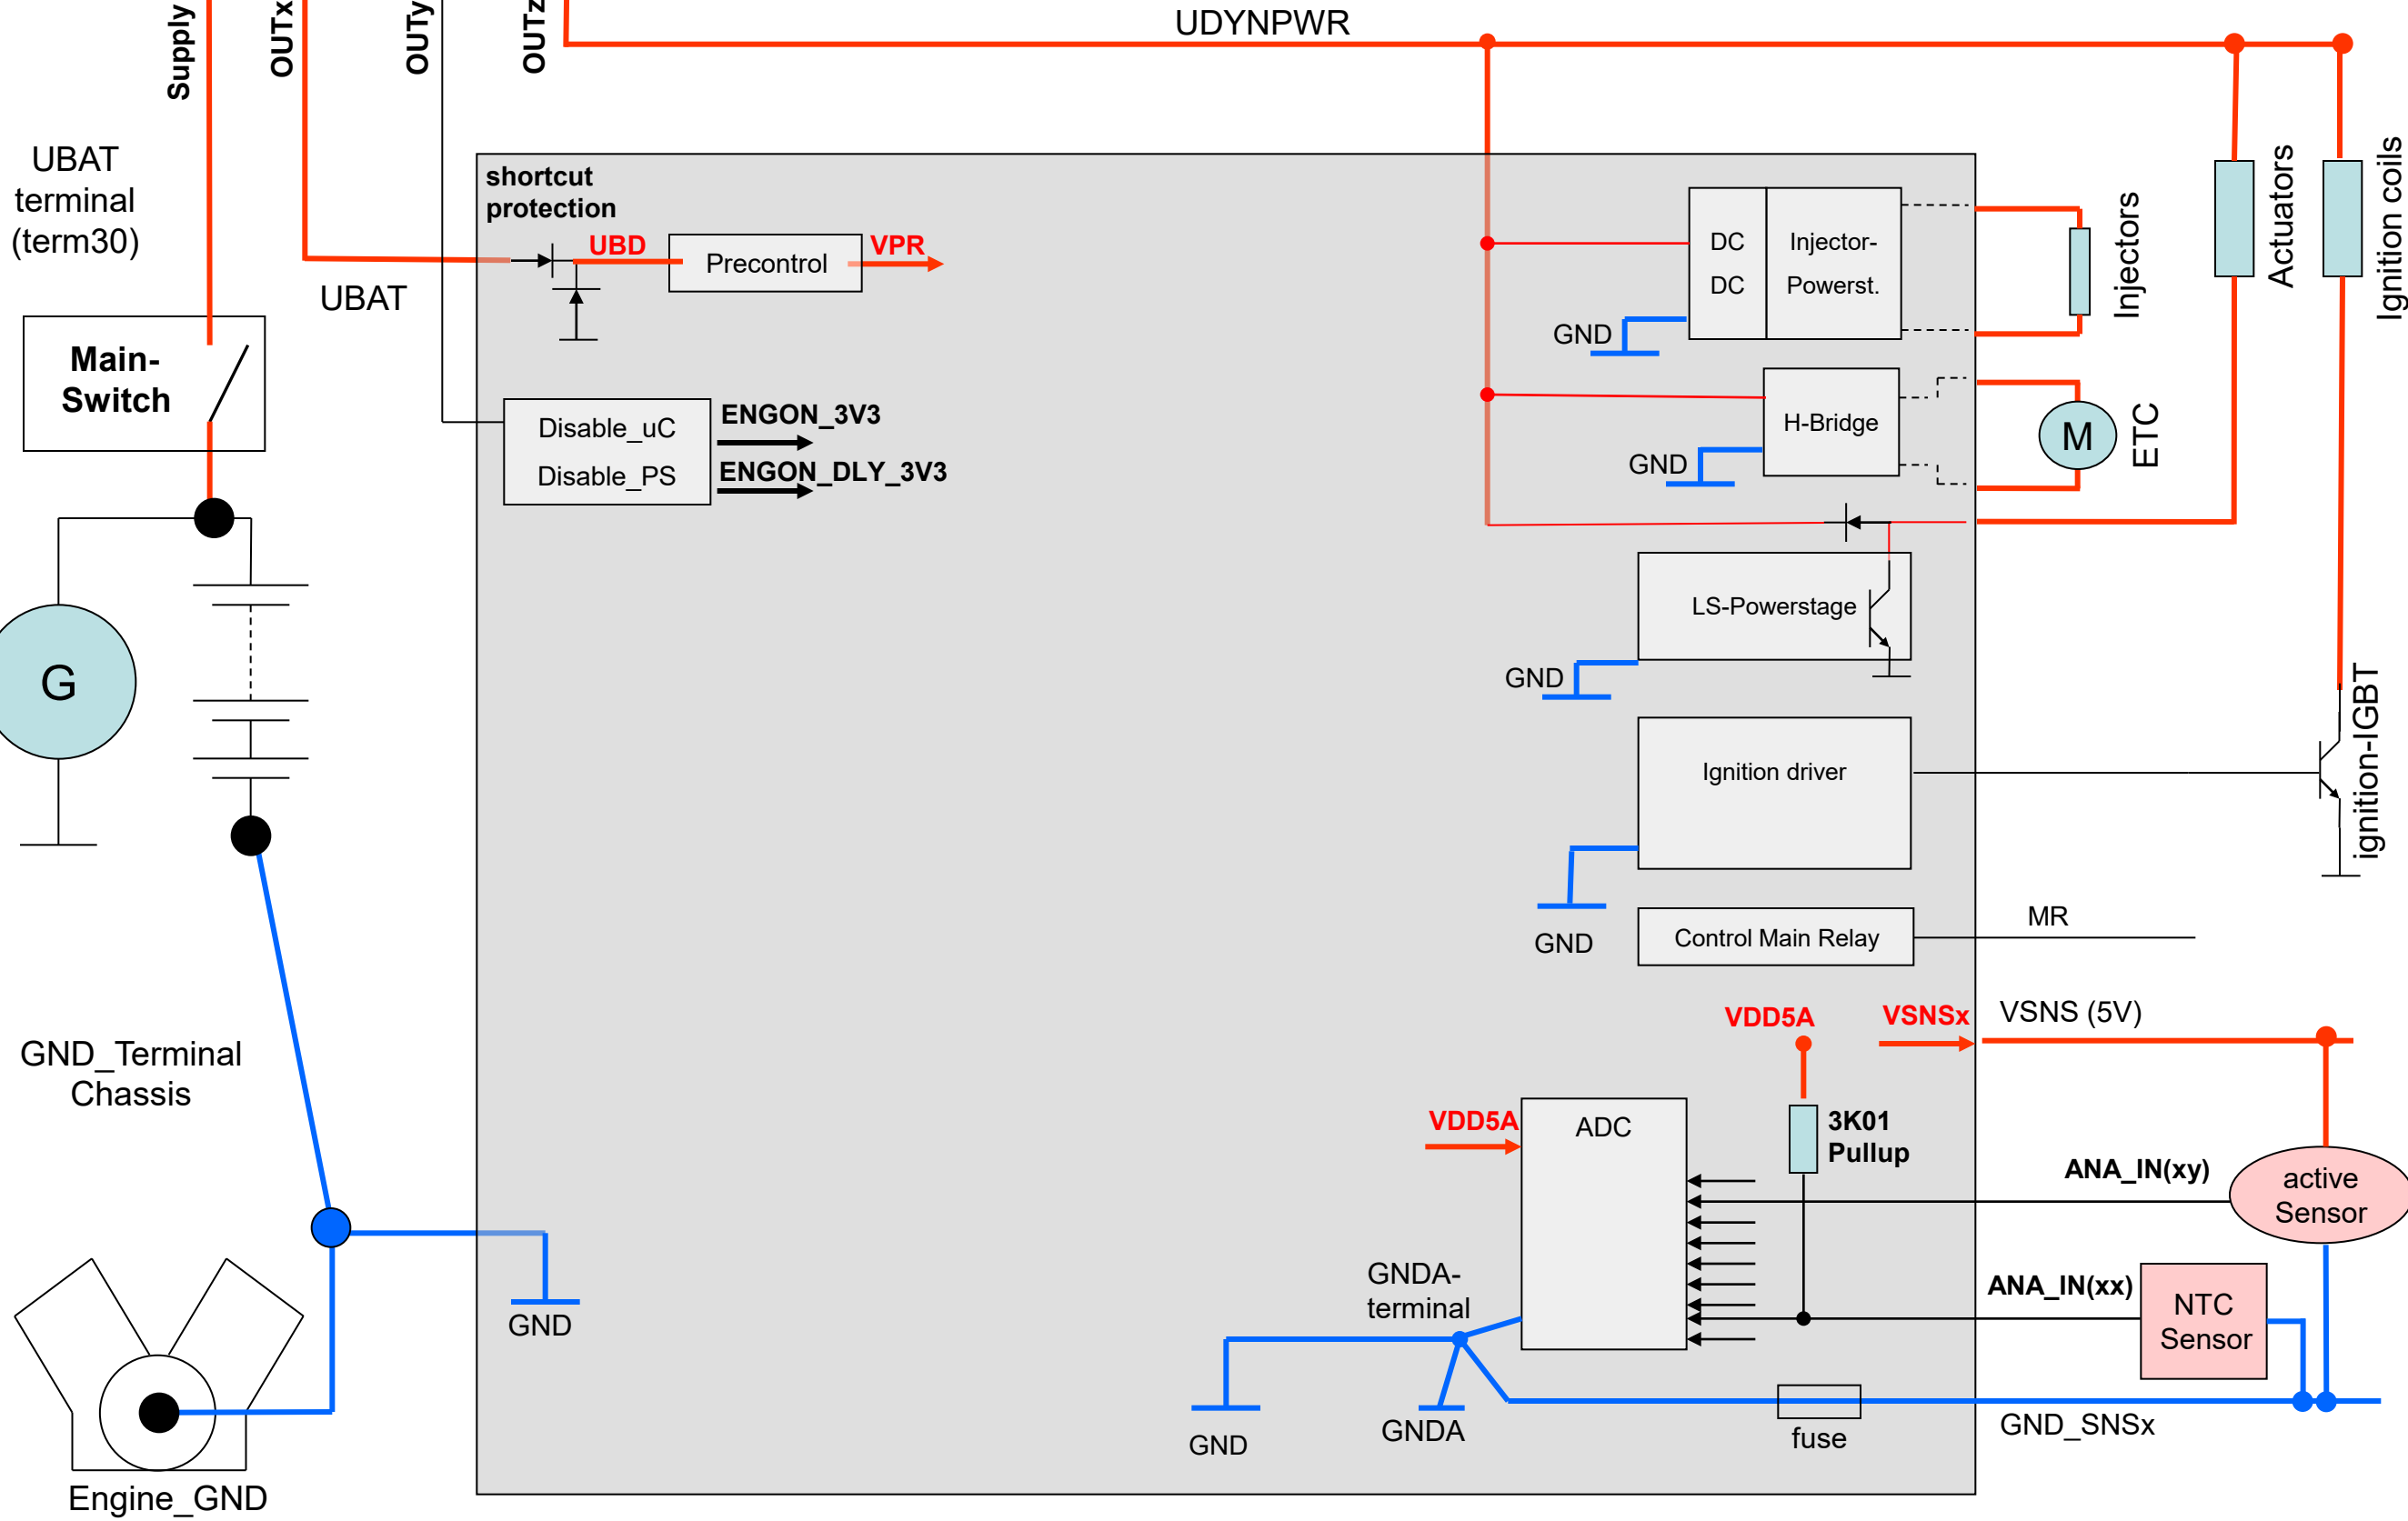 Supply
OUTx
OUTy
OUTz
UDYNPWR
UBAT
terminal
(term30)
shortcut
protection
UBD
Precontrol
VPR
UBAT
Main-
Switch
Disable_uC
Disable_PS
ENGON_3V3
ENGON_DLY_3V3
DC
DC
Injector-
Powerst.
GND
Injectors
Actuators
Ignition coils
H-Bridge
GND
M
ETC
LS-Powerstage
GND
G
Ignition driver
GND
ignition-IGBT
Control Main Relay
MR
GND_Terminal
Chassis
VDD5A
VSNSx
VSNS (5V)
VDD5A
ADC
3K01
Pullup
ANA_IN(xy)
active
Sensor
GNDA-
terminal
ANA_IN(xx)
NTC
Sensor
GND
GND
GNDA
fuse
GND_SNSx
Engine_GND